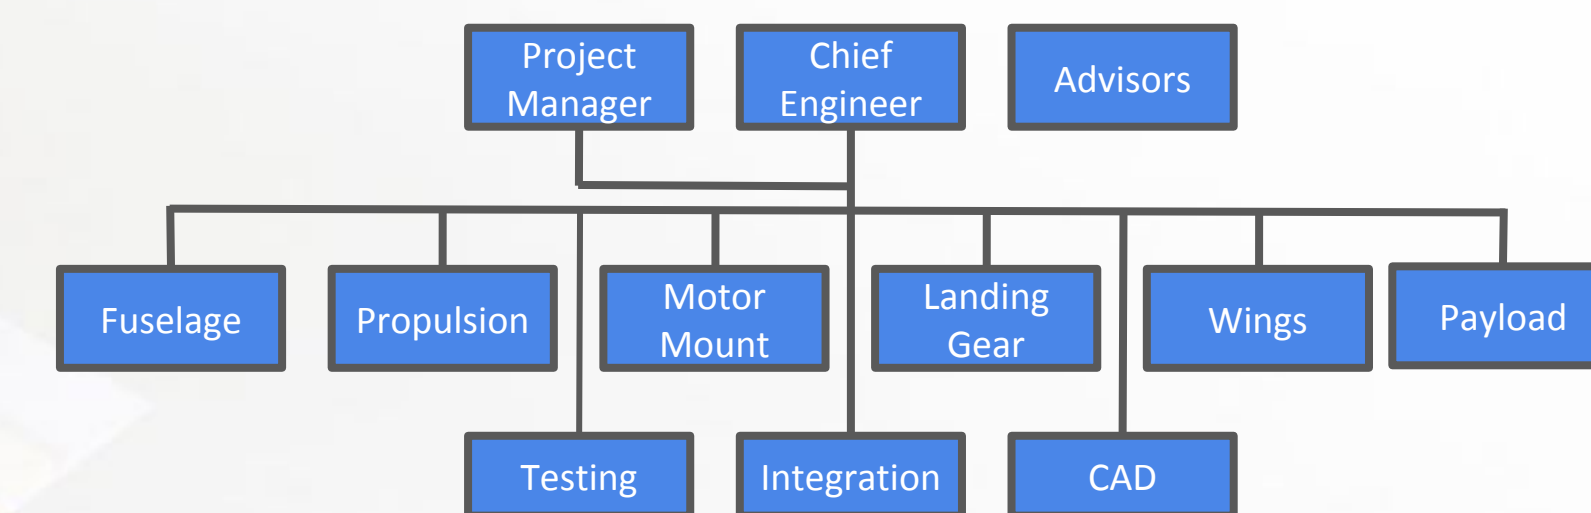 Project
Manager
Chief
Engineer
Advisors
Fuselage
Propulsion
Motor
Mount
Landing
Gear
Wings
Payload
Testing
Integration
CAD